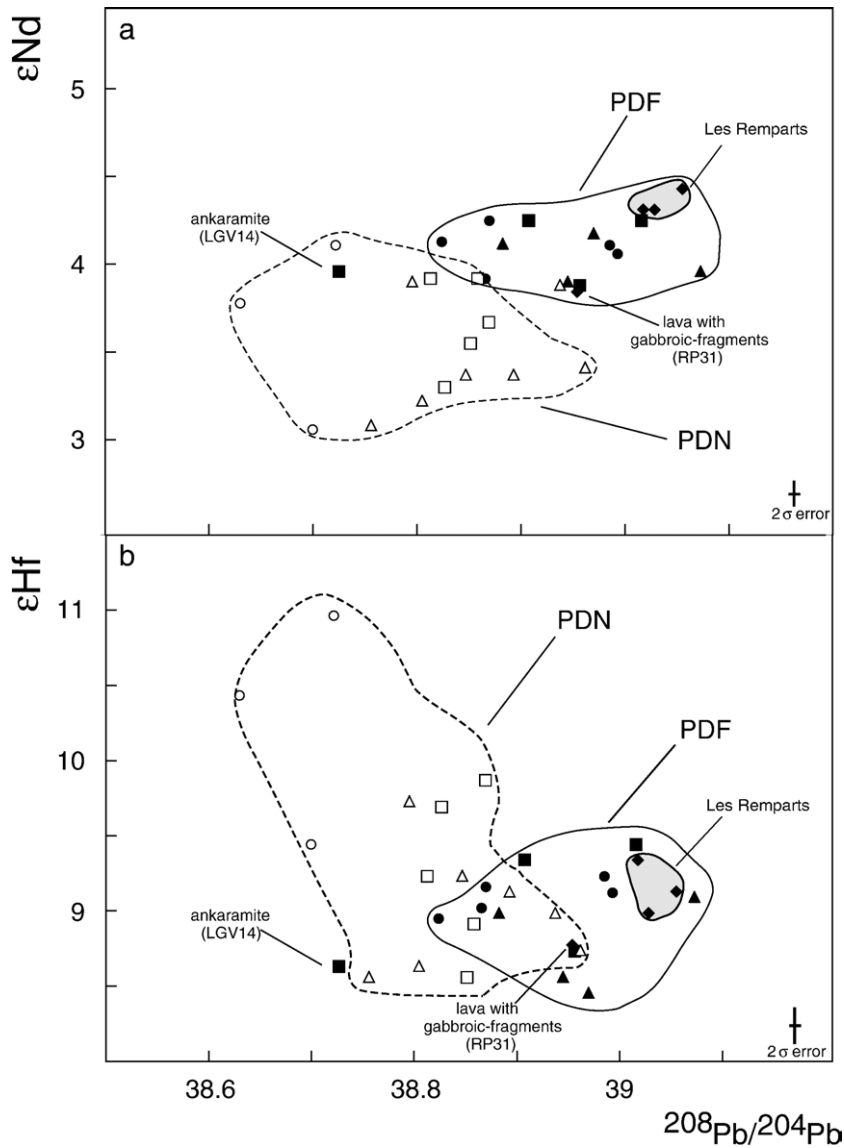 a
εNd
5
4
3
PDF
Les Remparts
ankaramite
(LGV14)
lava with
gabbroic-fragments
(RP31)
PDN
2 σ error
b
εHf
11
10
9
PDN
PDF
Les Remparts
ankaramite
(LGV14)
lava with
gabbroic-fragments
(RP31)
2 σ error
38.6
38.8
39
²⁰⁸Pb/²⁰⁴Pb